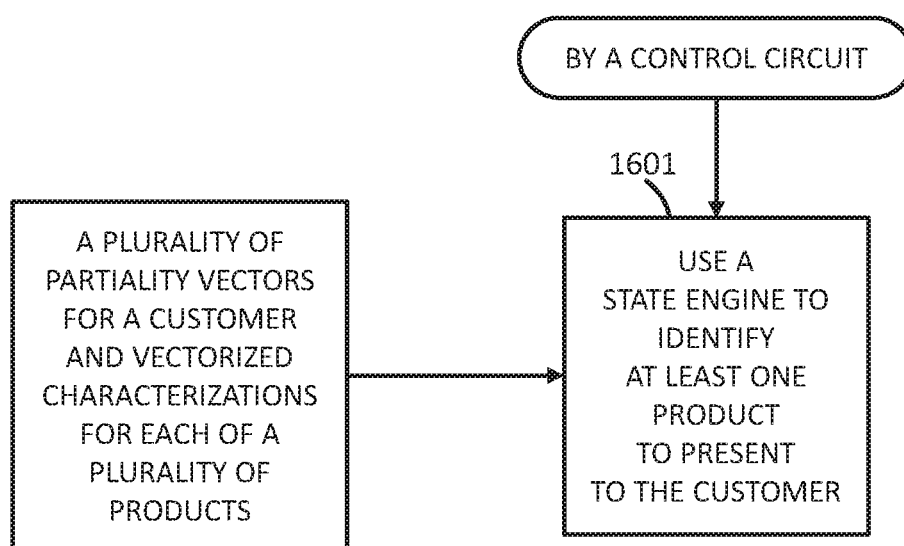 BY A CONTROL CIRCUIT
1601
A PLURALITY OF
PARTIALITY VECTORS
FOR A CUSTOMER
AND VECTORIZED
CHARACTERIZATIONS
FOR EACH OF A
PLURALITY OF
PRODUCTS
USE A
STATE ENGINE TO
IDENTIFY
AT LEAST ONE
PRODUCT
TO PRESENT
TO THE CUSTOMER